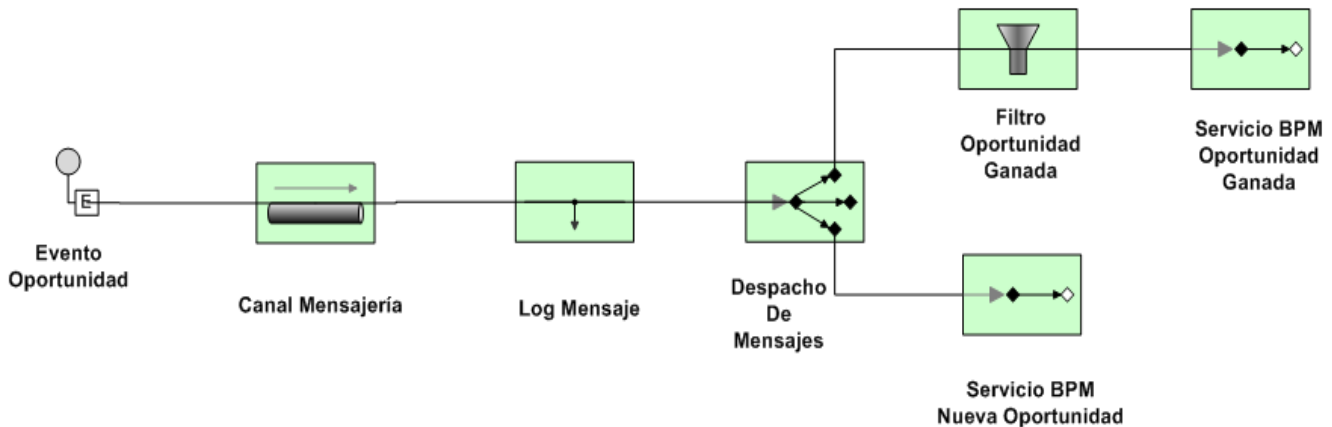 E
Evento
Oportunidad
Canal Mensajería
Log Mensaje
Despacho
De
Mensajes
Filtro
Oportunidad
Ganada
Servicio BPM
Oportunidad
Ganada
Servicio BPM
Nueva Oportunidad